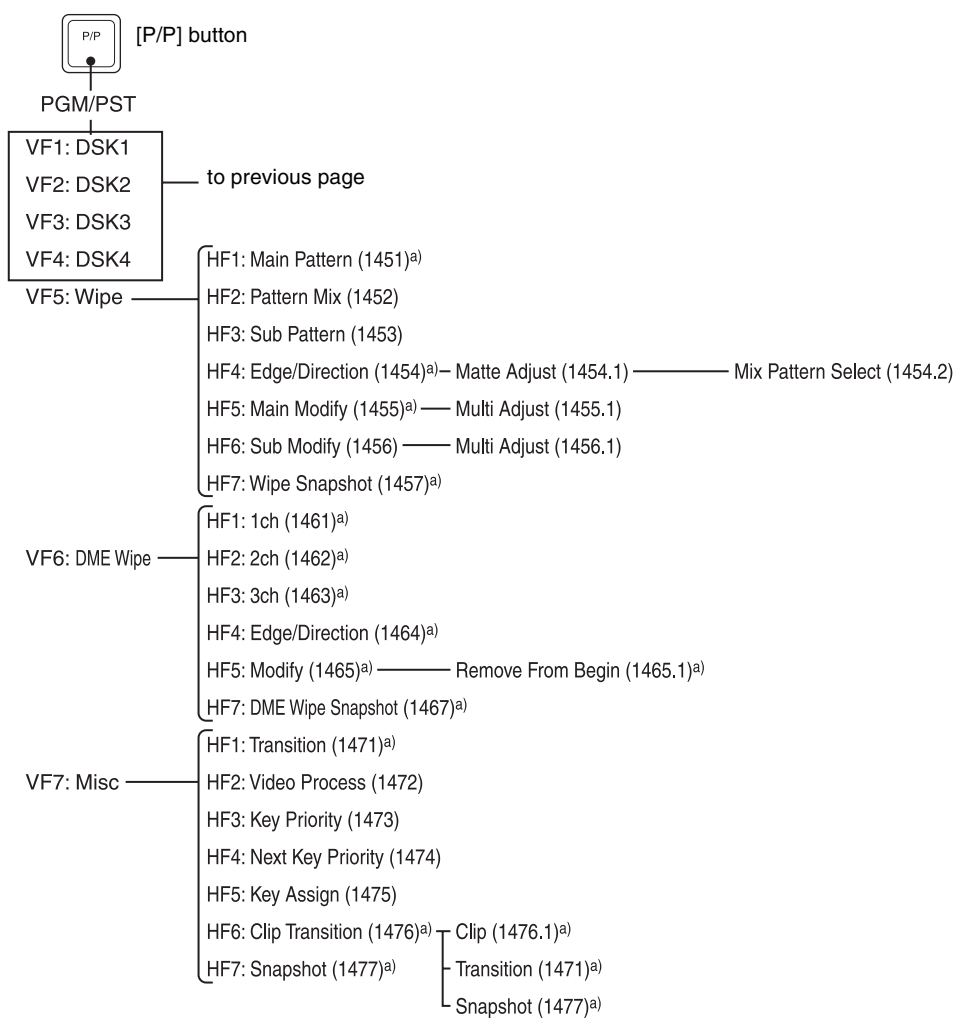 P/P [P/P] button
PGM/PST
VF1: DSK1
VF2: DSK2 to previous page
VF3: DSK3
VF4: DSK4 HF1: Main Pattern (1451)a)
VF5: Wipe HF2: Pattern Mix (1452)
HF3: Sub Pattern (1453)
HF4: Edge/Direction (1454)a) Matte Adjust (1454.1) Mix Pattern Select (1454.2)
HF5: Main Modify (1455)a) Multi Adjust (1455.1)
HF6: Sub Modify (1456) Multi Adjust (1456.1)
HF7: Wipe Snapshot (1457)a)
HF1: 1ch (1461)a)
VF6: DME Wipe HF2: 2ch (1462)a)
HF3: 3ch (1463)a)
HF4: Edge/Direction (1464)a)
HF5: Modify (1465)a) Remove From Begin (1465.1)a)
HF7: DME Wipe Snapshot (1467)a)
HF1: Transition (1471)a)
VF7: Misc HF2: Video Process (1472)
HF3: Key Priority (1473)
HF4: Next Key Priority (1474)
HF5: Key Assign (1475)
HF6: Clip Transition (1476)a) Clip (1476.1)a)
HF7: Snapshot (1477)a) Transition (1471)a)
Snapshot (1477)a)